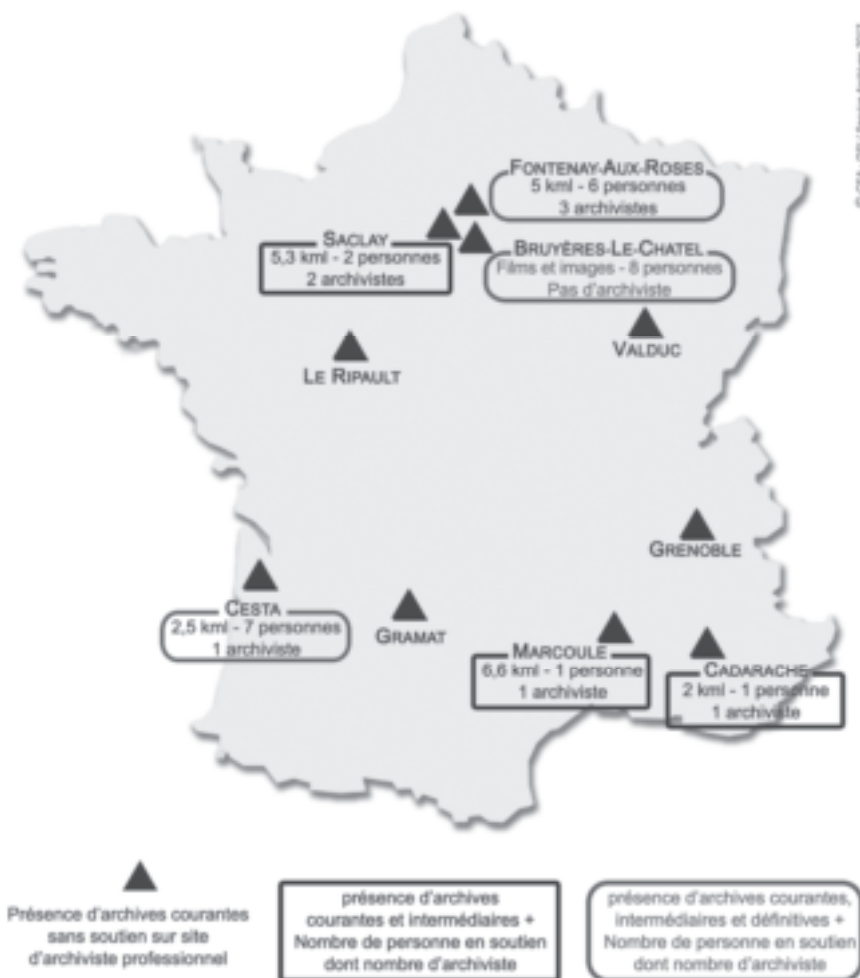 FONTENAY-AUX-ROSES
5 kml - 6 personnes
3 archivistes
SACLAY
5,3 kml - 2 personnes
2 archivistes
BRUYÈRES-LE-CHATEL
Films et images - 8 personnes
Pas d'archiviste
VALDUC
LE RIPAULT
GRENOBLE
CESTA
2,5 kml - 7 personnes
1 archiviste
GRAMAT
MARCOULE
6,6 kml - 1 personne
1 archiviste
CADARACHE
2 kml - 1 personne
1 archiviste
Présence d'archives courantes
sans soutien sur site
d'archiviste professionnel
présence d'archives
courantes et intermédiaires +
Nombre de personne en soutien
dont nombre d'archiviste
présence d'archives courantes,
intermédiaires et définitives +
Nombre de personne en soutien
dont nombre d'archiviste